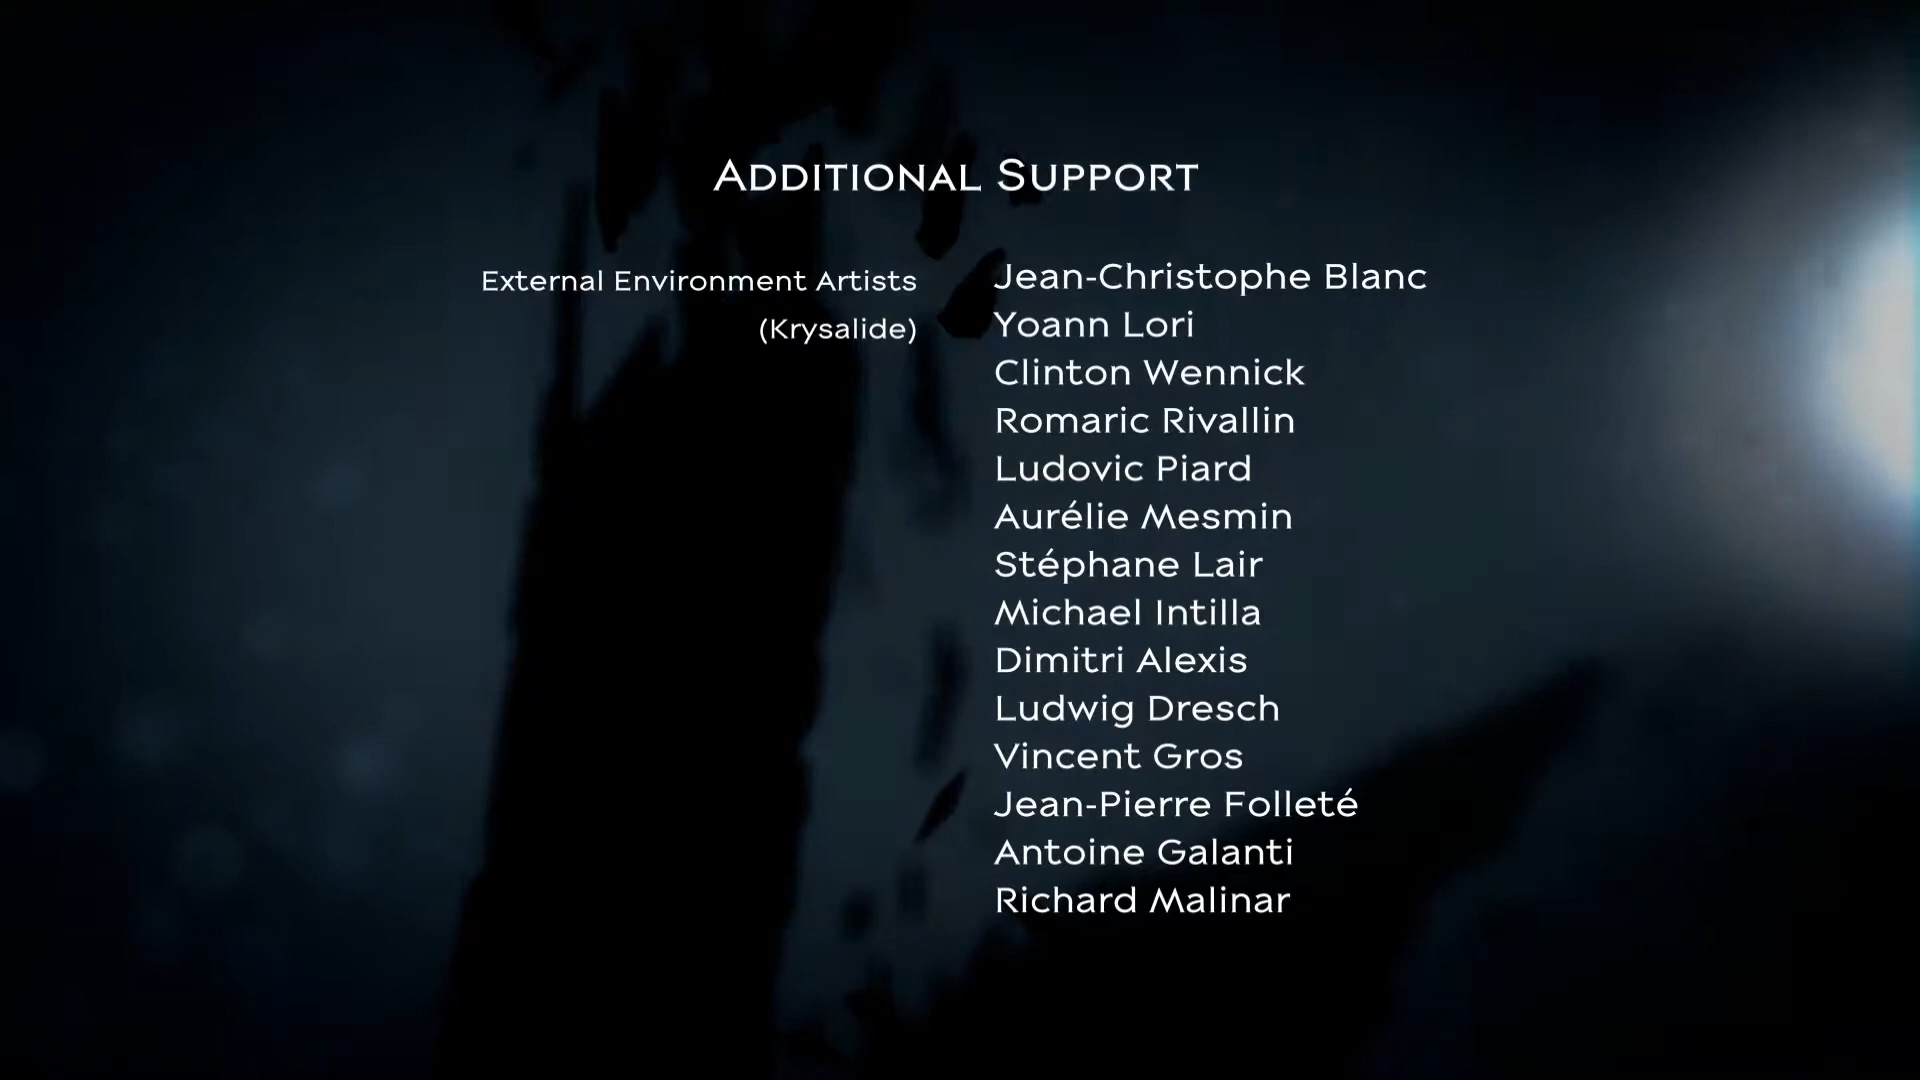 Additional Support
External Environment Artists
(Krysalide)
Jean-Christophe Blanc
Yoann Lori
Clinton Wennick
Romaric Rivallin
Ludovic Piard
Aurélie Mesmin
Stéphane Lair
Michael Intilla
Dimitri Alexis
Ludwig Dresch
Vincent Gros
Jean-Pierre Folleté
Antoine Galanti
Richard Malinar